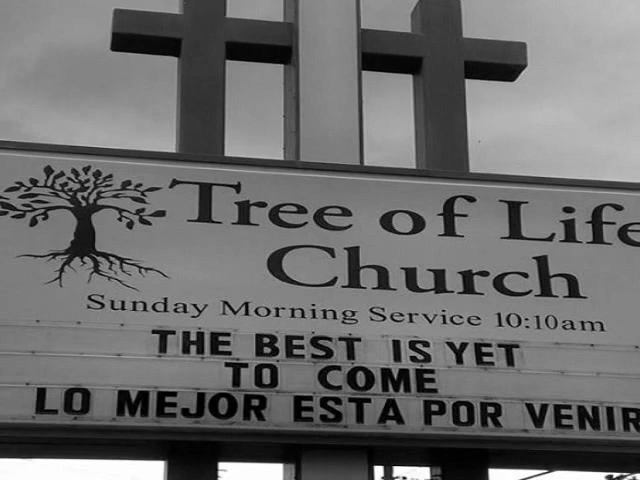 Tree of Life
Church
Sunday Morning Service 10:10am
THE BEST IS YET
TO COME
LO MEJOR ESTA POR VENIR